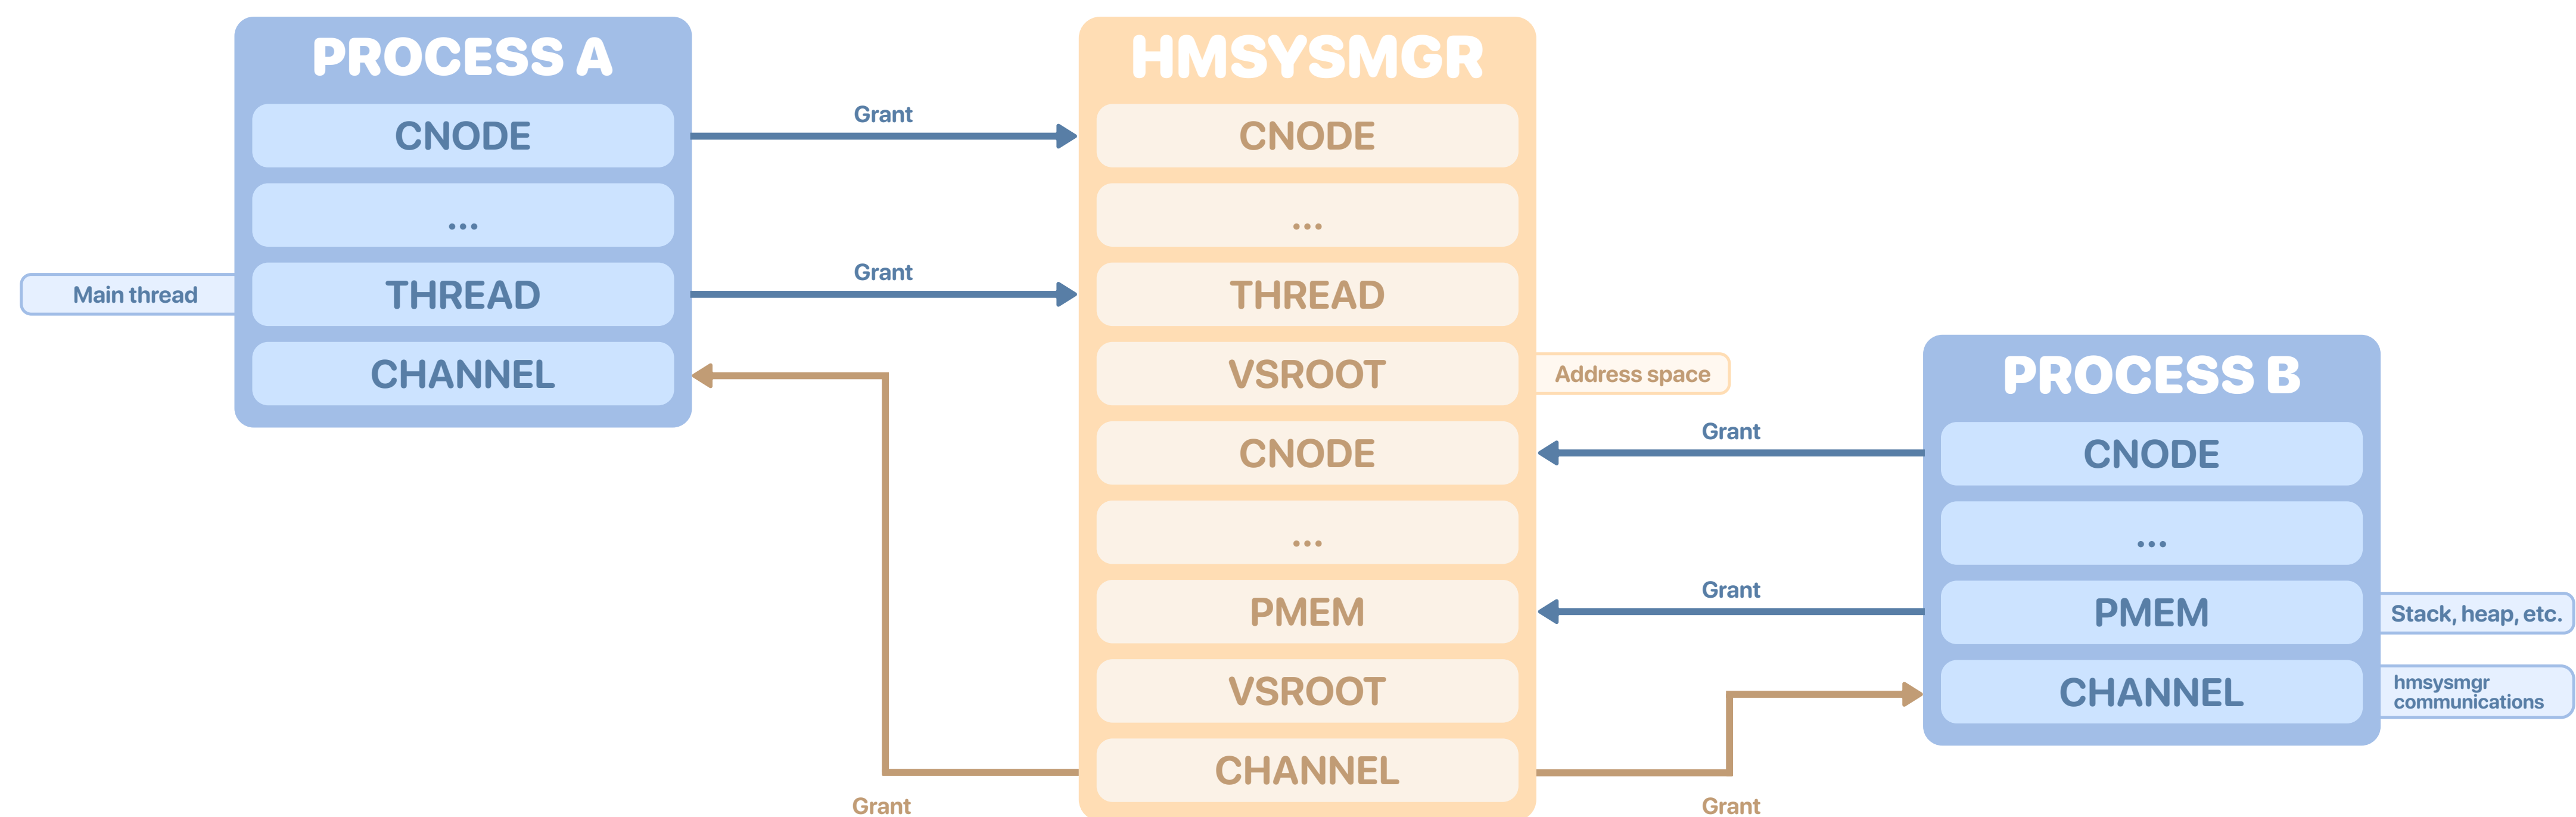 PROCESS A
CNODE
...
THREAD
CHANNEL
Main thread
Grant
Grant
Grant
HMSYSMGR
CNODE
...
THREAD
VSROOT
CNODE
...
PMEM
VSROOT
CHANNEL
Address space
Grant
Grant
Grant
PROCESS B
CNODE
...
PMEM
CHANNEL
Stack, heap, etc.
hmsysmgr
communications